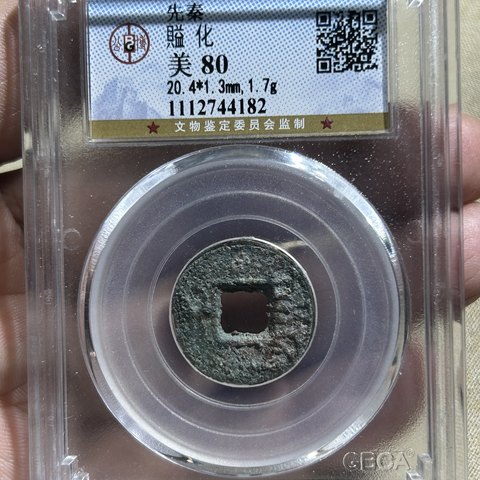 先秦
賹化
美 80
20.4*1.3mm,1.7g
1112744182
★ 文物鉴定委员会监制 ★